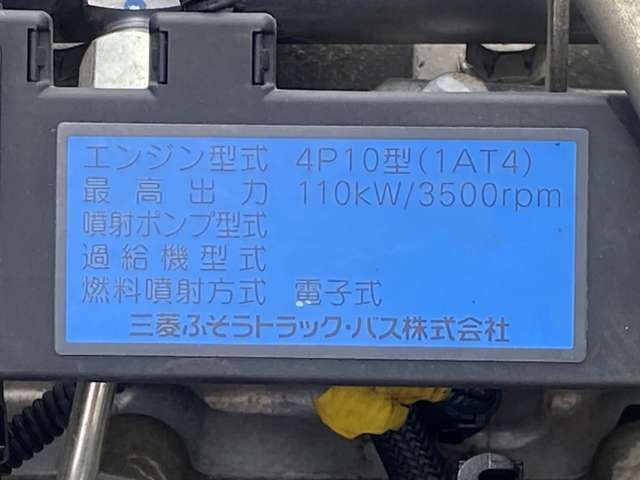 エンジン型式 4P10型(1AT4)
最高出力 110kW/3500rpm
噴射ポンプ型式
過給機型式
燃料噴射方式 電子式
三菱ふそうトラック・バス株式会社